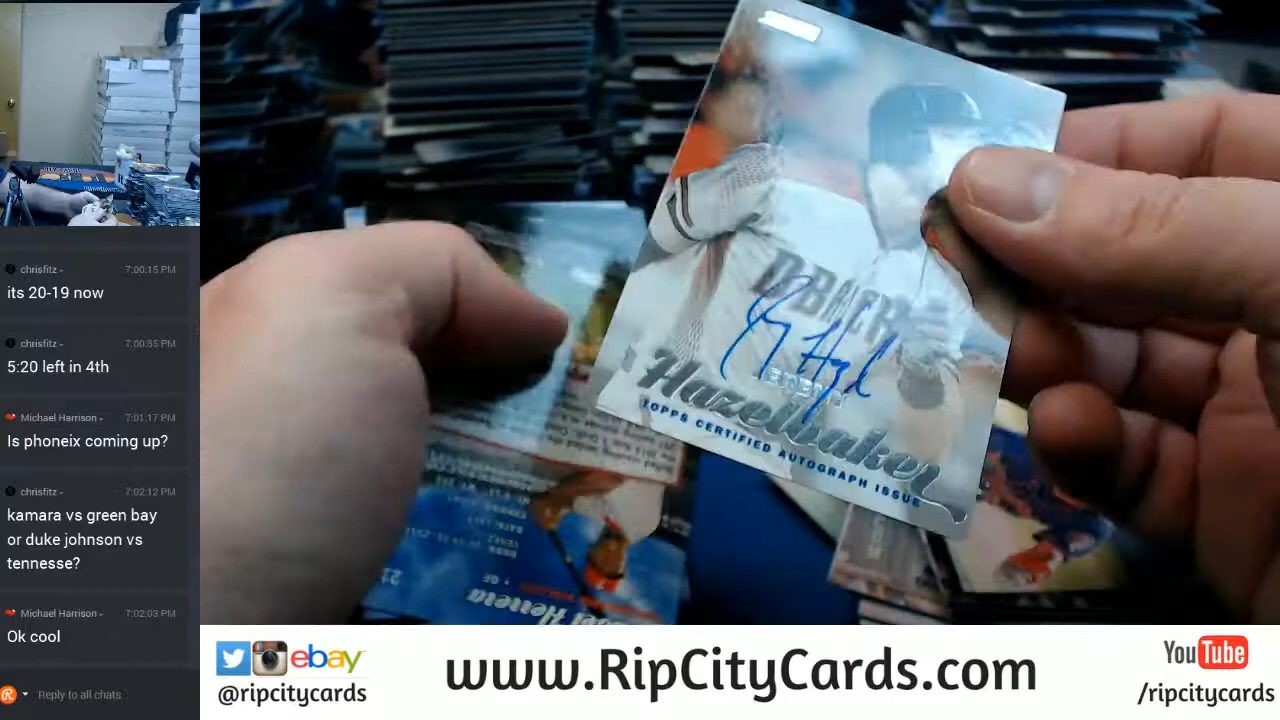 chrisfitz
7:00:15 PM
its 20-19 now
chrisfitz
7:00:35 PM
5:20 left in 4th
Michael Harrison
7:01:17 PM
Is phoneix coming up?
chrisfitz
7:02:12 PM
kamara vs green bay
or duke johnson vs
tennesse?
Michael Harrison
7:02:03 PM
Ok cool
Reply to all chats
JEREMY
Hazelbaker
TOPPS CERTIFIED AUTOGRAPH ISSUE
Herrera
22
ebay
@ripcitycards
www.RipCityCards.com
YouTube
/ripcitycards